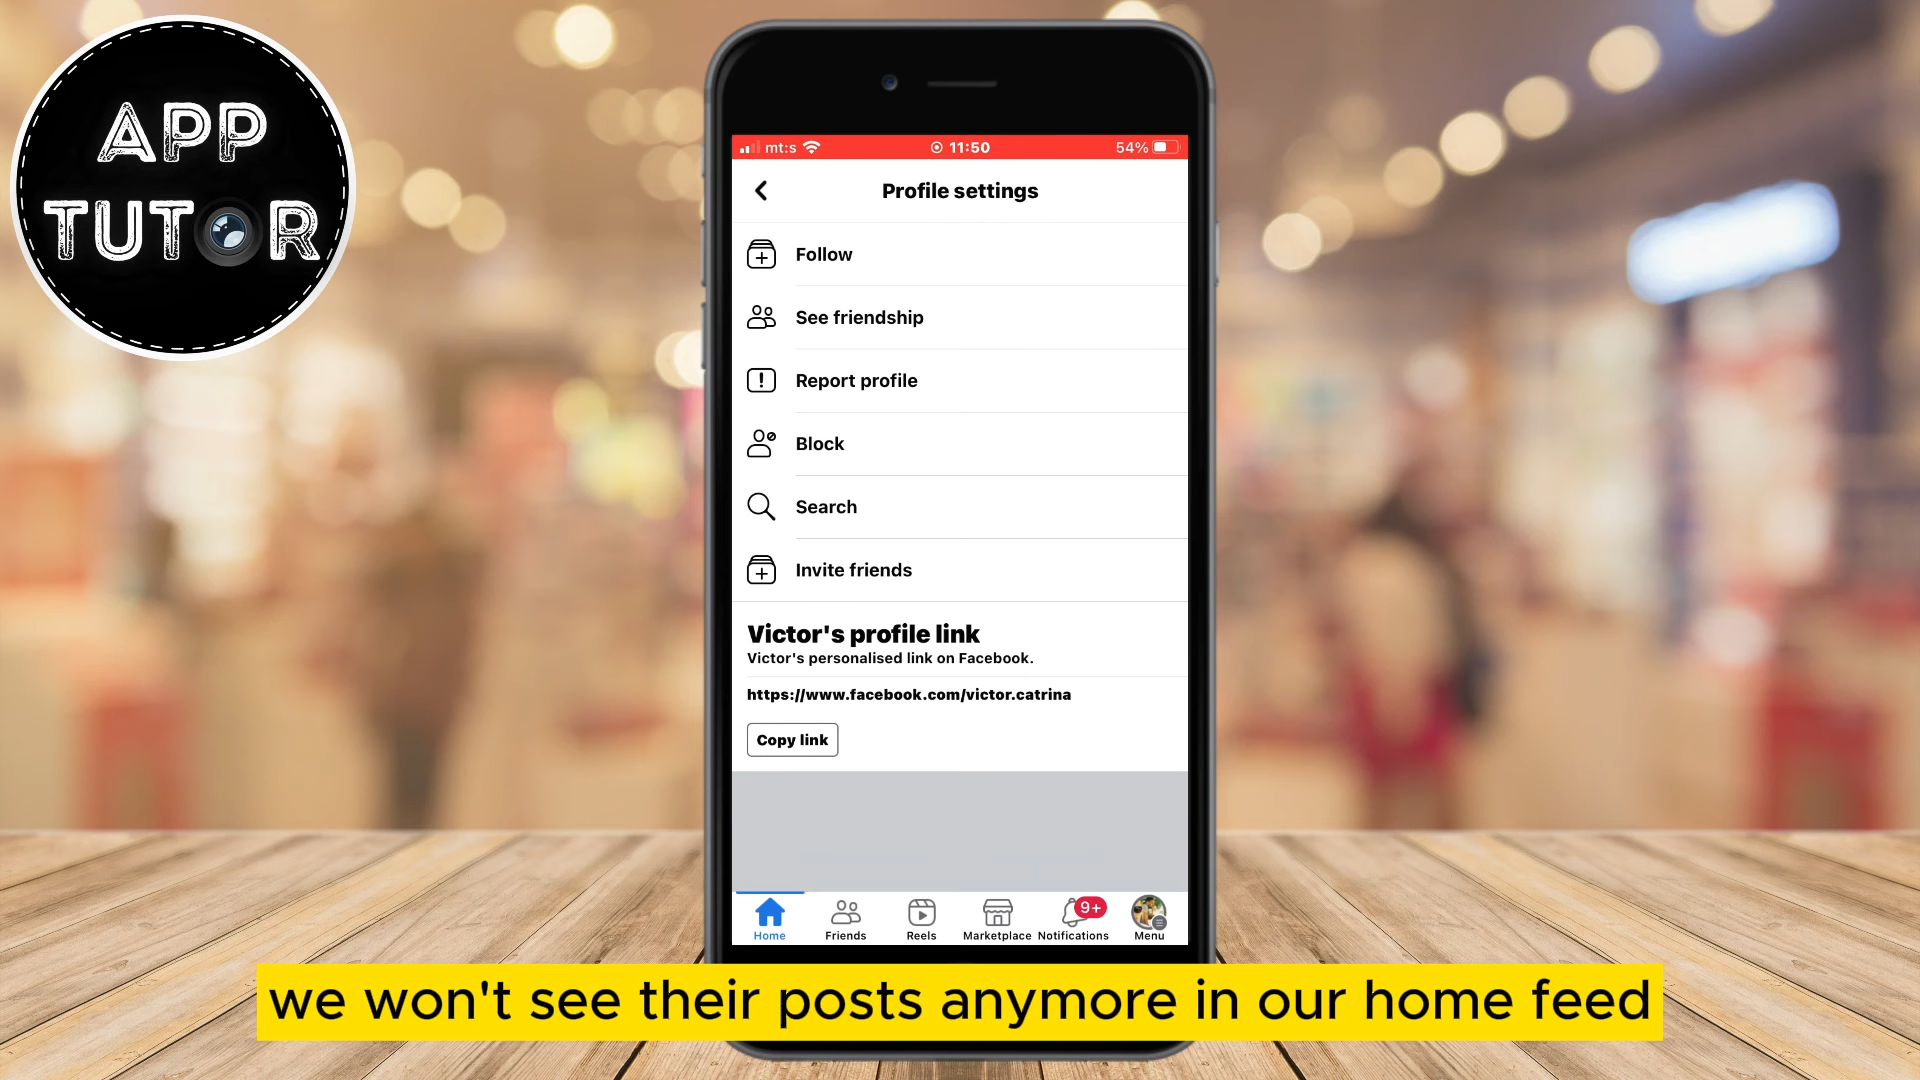 APP
TUTOR
mt:s
11:50
54%
Profile settings
Follow
See friendship
Report profile
Block
Search
Invite friends
Victor's profile link
Victor's personalised link on Facebook.
https://www.facebook.com/victor.catrina
Copy link
9+
Home
Friends
Reels
Marketplace
Notifications
Menu
we won't see their posts anymore in our home feed